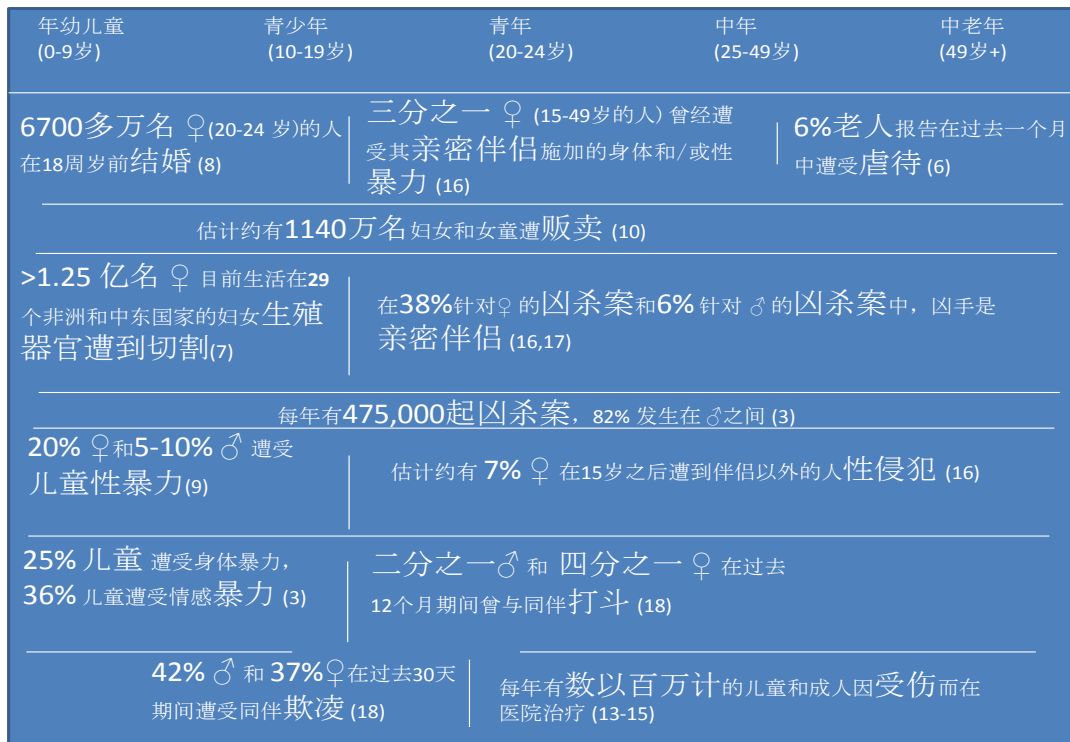 年幼儿童 青少年 青年 中年 中老年
(0-9岁) (10-19岁) (20-24岁) (25-49岁) (49岁+)
6700多万名 ♀(20-24 岁)的人
在18周岁前结婚 (8)
三分之一 ♀ (15-49岁的人) 曾经遭
受其亲密伴侣施加的身体和/或性
暴力 (16)
6%老人报告在过去一个月
中遭受虐待 (6)
估计约有1140万名妇女和女童遭贩卖 (10)
>1.25 亿名 ♀ 目前生活在29
个非洲和中东国家的妇女生殖
器官遭到切割(7)
在38%针对♀ 的凶杀案和6% 针对 ♂ 的凶杀案中，凶手是
亲密伴侣 (16,17)
每年有475,000起凶杀案，82% 发生在 ♂之间 (3)
20% ♀和5-10% ♂ 遭受
儿童性暴力(9)
估计约有 7% ♀ 在15岁之后遭到伴侣以外的人性侵犯 (16)
25% 儿童 遭受身体暴力，
36% 儿童遭受情感暴力 (3)
二分之一♂ 和 四分之一 ♀ 在过去
12个月期间曾与同伴打斗 (18)
42% ♂ 和 37%♀在过去30天
期间遭受同伴欺凌 (18)
每年有数以百万计的儿童和成人因受伤而在
医院治疗 (13-15)